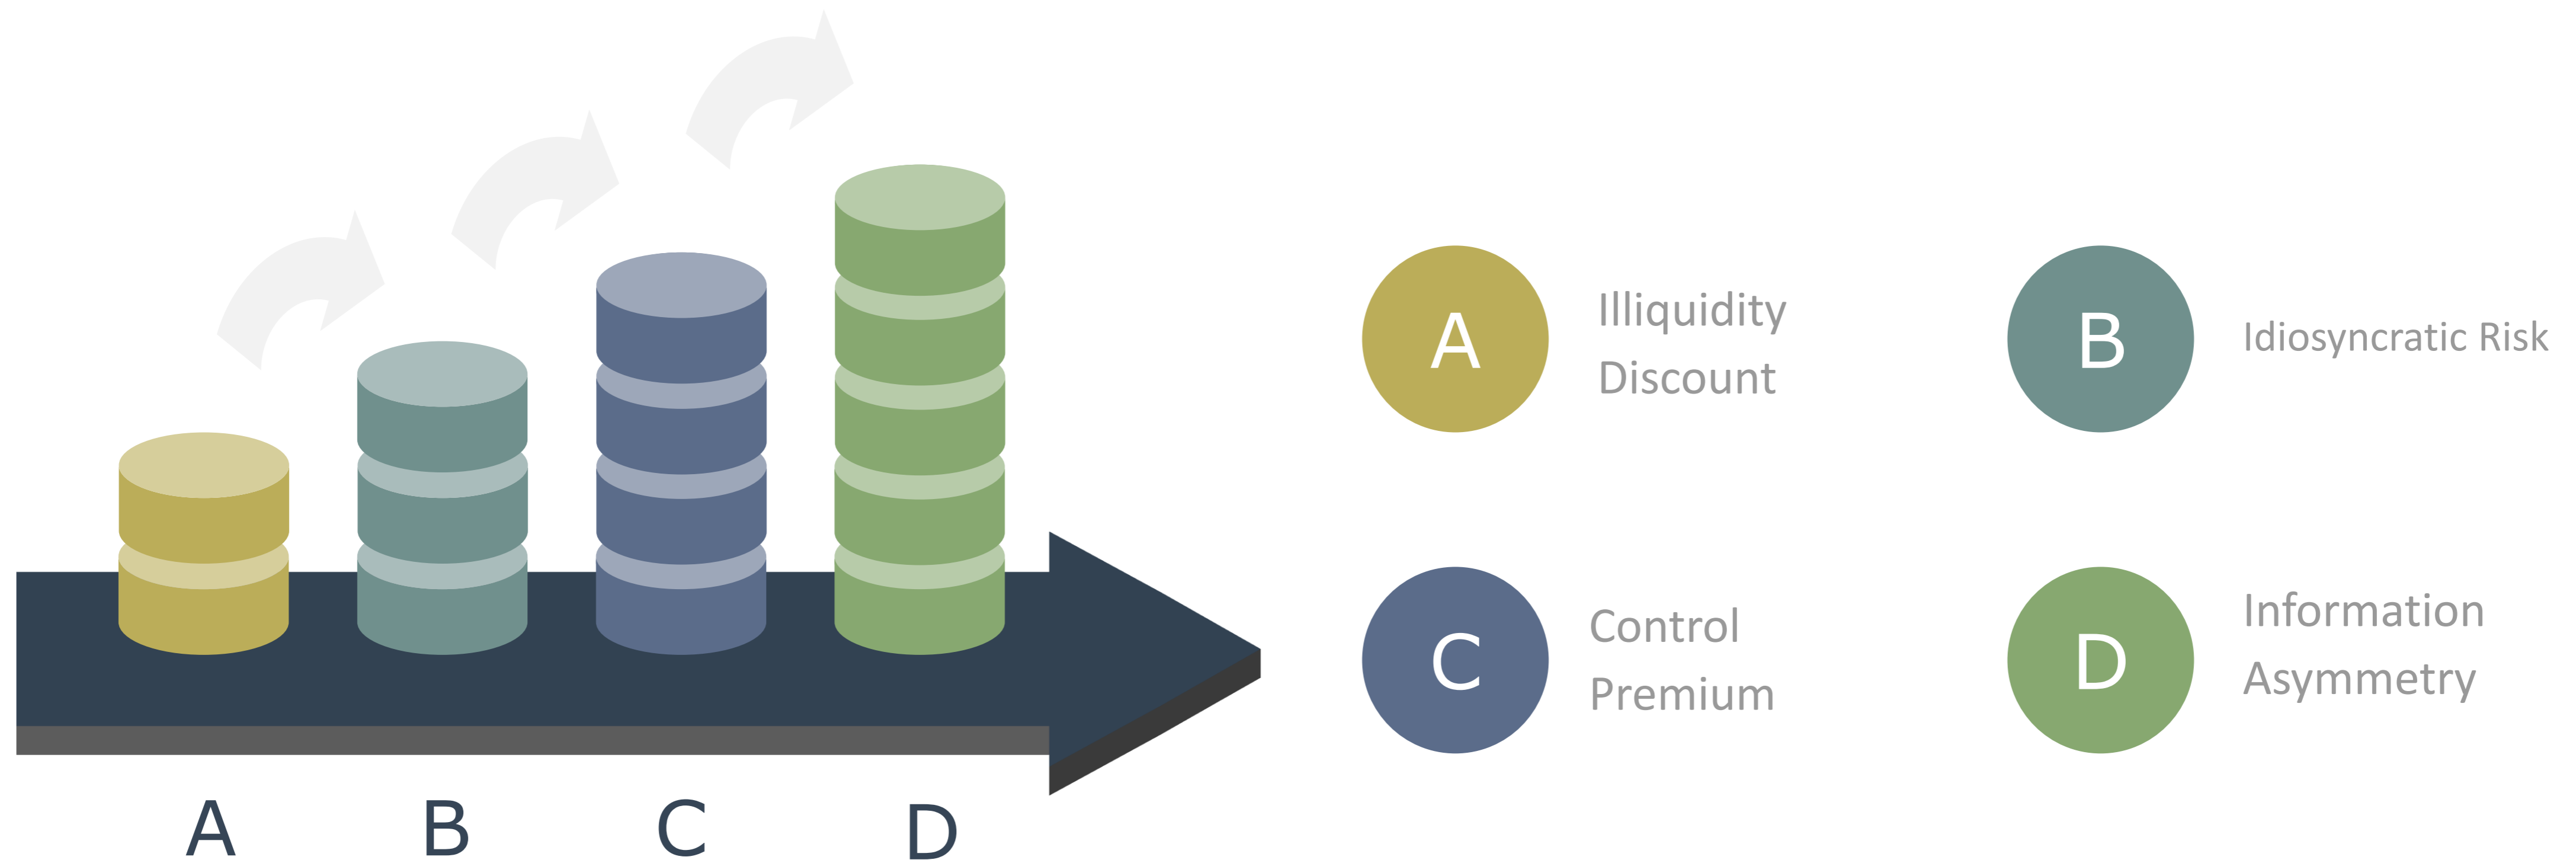 A
B
C
D
A
Illiquidity
Discount
B
Idiosyncratic Risk
C
Control
Premium
D
Information
Asymmetry